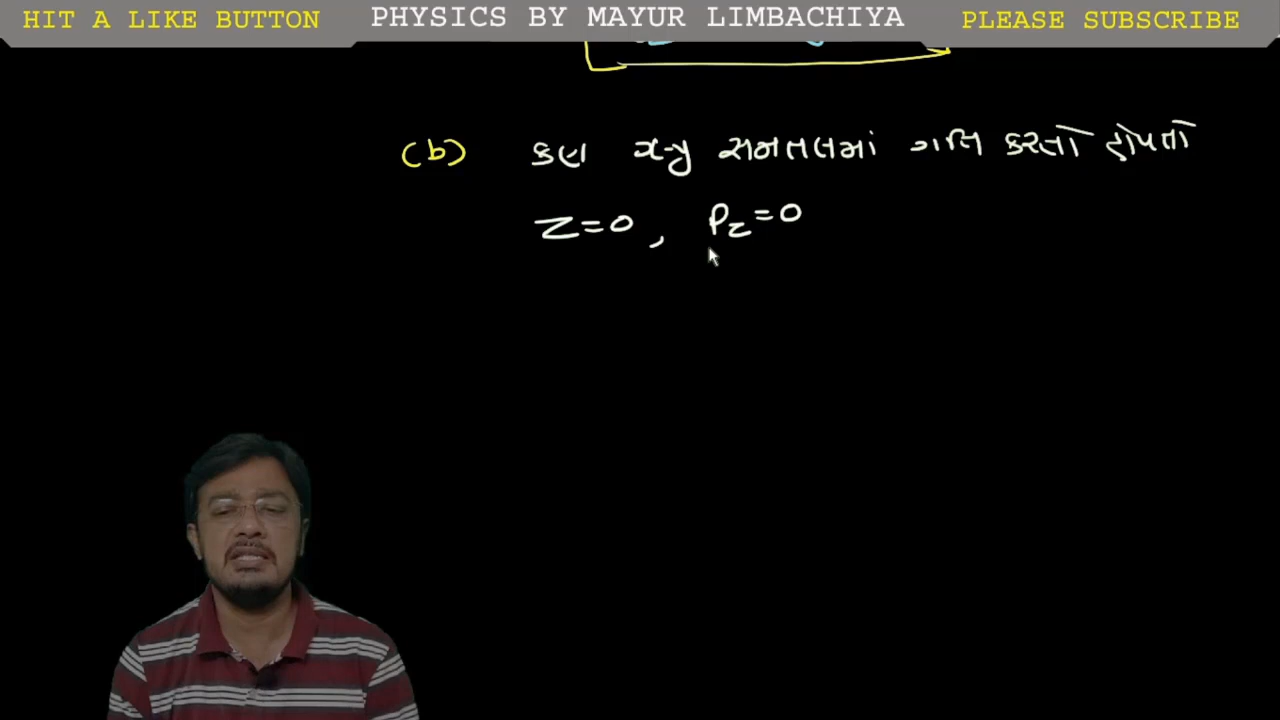 HIT A LIKE BUTTON PHYSICS BY MAYUR LIMBACHIYA PLEASE SUBSCRIBE
(b) કણ x-y સમતલમાં ગતિ કરતો હોય તો
Z=0, Pz=0